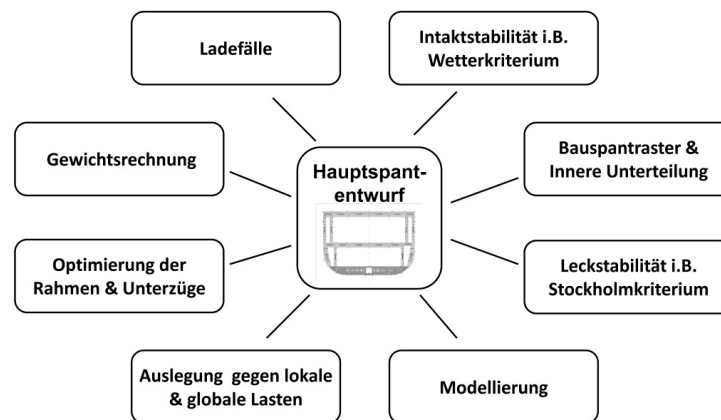 Ladefälle
Intaktstabilität i.B.
Wetterkriterium
Gewichtsrechnung
Hauptspant-
entwurf
Bauspantraster &
Innere Unterteilung
Optimierung der
Rahmen & Unterzüge
Leckstabilität i.B.
Stockholmkriterium
Auslegung gegen lokale
& globale Lasten
Modellierung